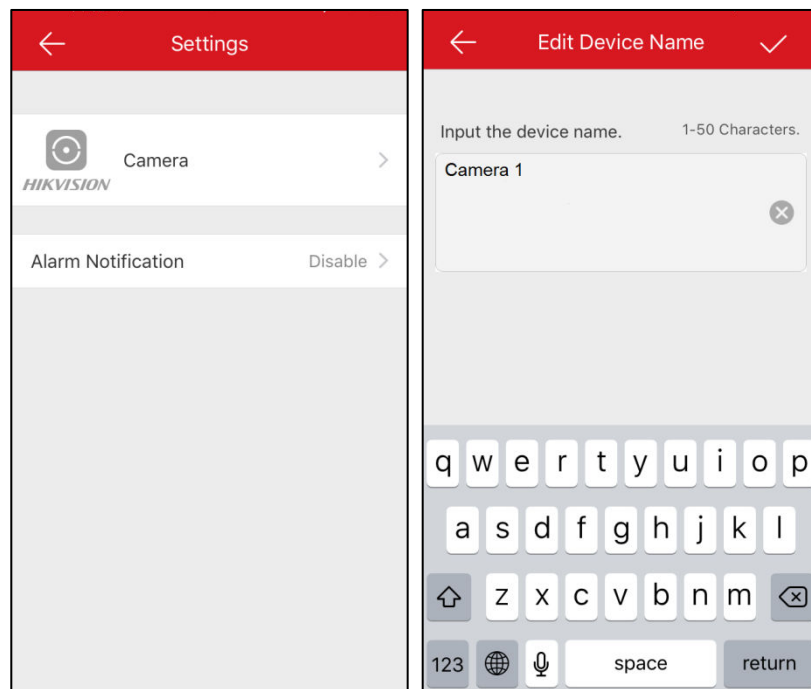 Settings
Camera
HIKVISION
Alarm Notification
Disable
Edit Device Name
Input the device name.
1-50 Characters.
Camera 1
q w e r t y u i o p
a s d f g h j k l
z x c v b n m
123 space return